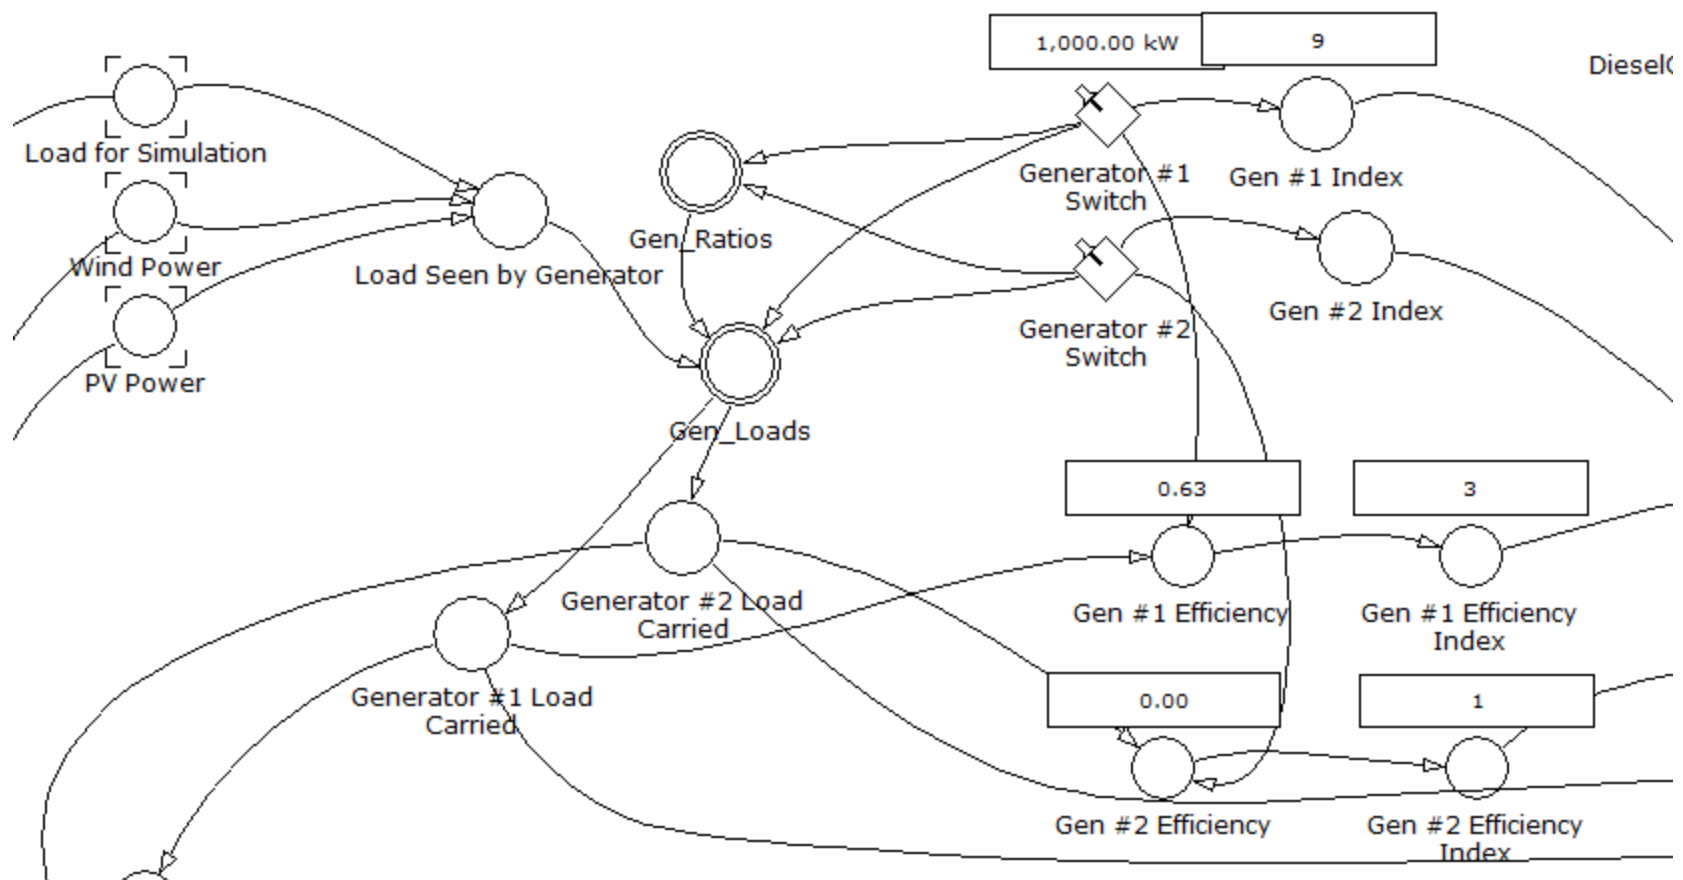 1,000.00 kW
9
DieselG
Load for Simulation
Generator #1
Switch
Gen #1 Index
Wind Power
Gen_Ratios
Load Seen by Generator
Gen #2 Index
Generator #2
Switch
PV Power
Gen_Loads
0.63
3
Generator #2 Load
Carried
Gen #1 Efficiency
Gen #1 Efficiency
Index
Generator #1 Load
Carried
0.00
1
Gen #2 Efficiency
Gen #2 Efficiency
Index